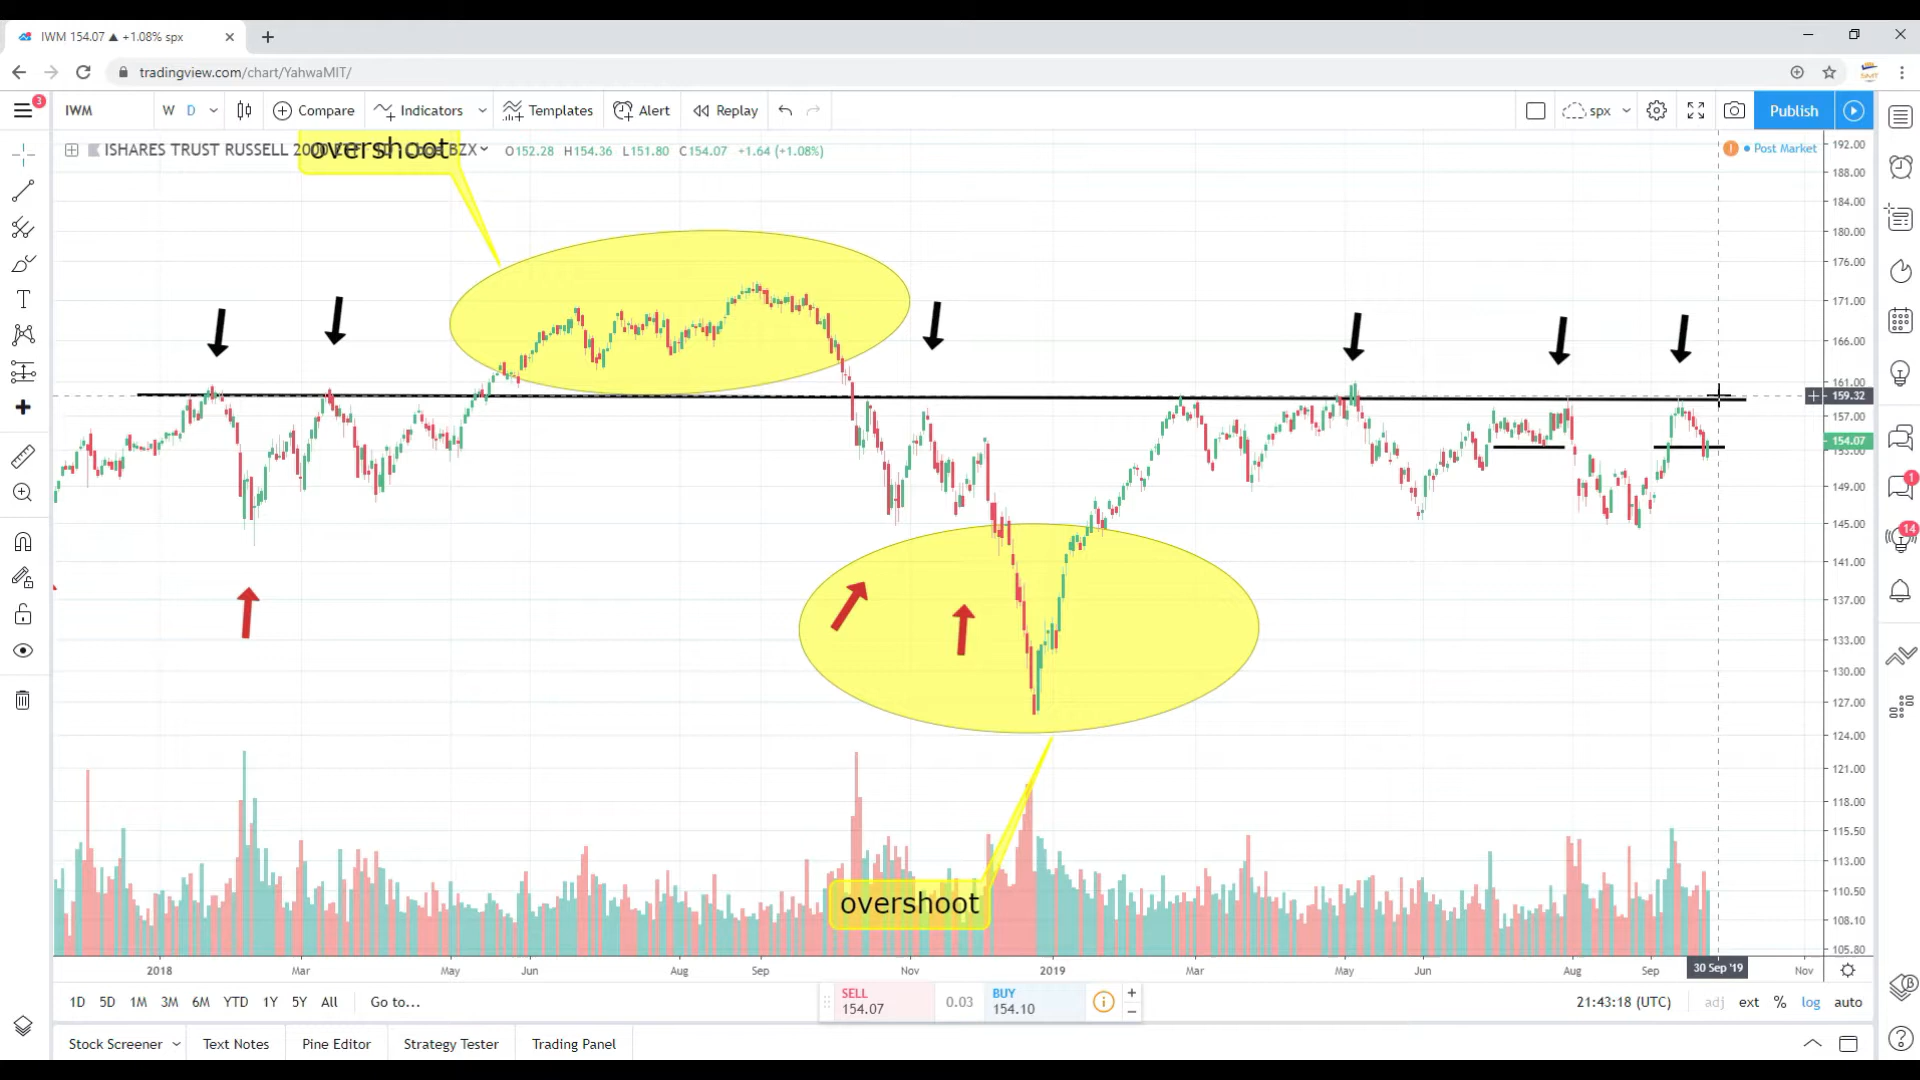 IWM 154.07 ▲ +1.08% spx
tradingview.com/chart/YahwaMIT/
3
IWM
W D
Compare
Indicators
Templates
Alert
Replay
spx
Publish
overshoot
ISHARES TRUST RUSSELL 2000 ETF
BZX
O152.28 H154.36 L151.80 C154.07 +1.64 (+1.08%)
Post Market
192.00
188.00
184.00
180.00
176.00
171.00
166.00
161.00
159.32
157.00
154.07
153.00
149.00
145.00
141.00
137.00
133.00
130.00
127.00
124.00
121.00
118.00
115.50
113.00
110.50
108.10
105.80
1
14
overshoot
2018 Mar May Jun Aug Sep Nov 2019 Mar May Jun Aug Sep 30 Sep '19 Nov
1D 5D 1M 3M 6M YTD 1Y 5Y All Go to...
SELL
154.07
0.03
BUY
154.10
21:43:18 (UTC) adj ext % log auto
Stock Screener Text Notes Pine Editor Strategy Tester Trading Panel